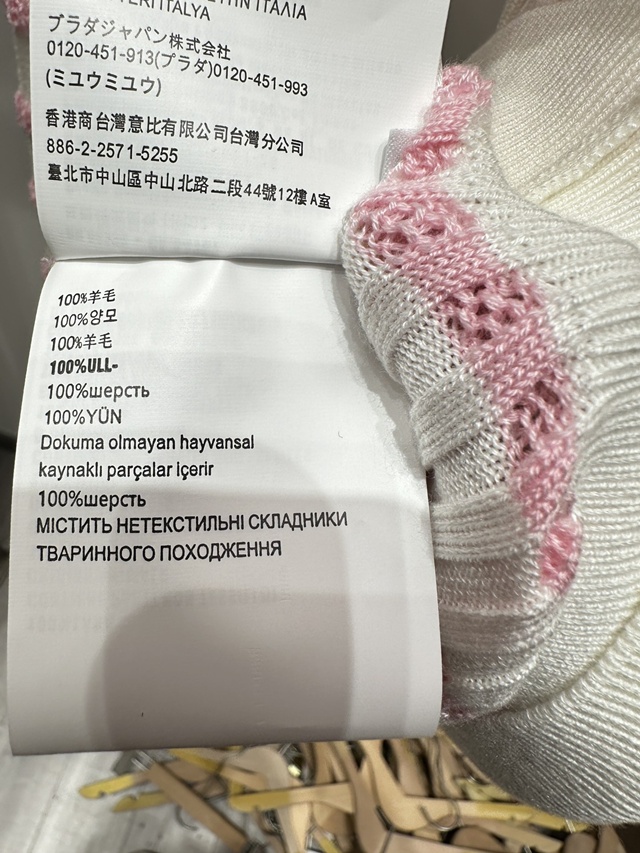 ITALYA
プラダジャパン株式会社
0120-451-913(プラダ)0120-451-993
(ミユウミユウ)
香港商台灣意比有限公司台灣分公司
886-2-2571-5255
臺北市中山區中山北路二段44號12樓A室
100%羊毛
100%양모
100%羊毛
100%ULL-
100%шерсть
100%YÜN
Dokuma olmayan hayvansal
kaynaklı parçalar içerir
100%шерсть
МІСТИТЬ НЕТЕКСТИЛЬНІ СКЛАДНИКИ
ТВАРИННОГО ПОХОДЖЕННЯ